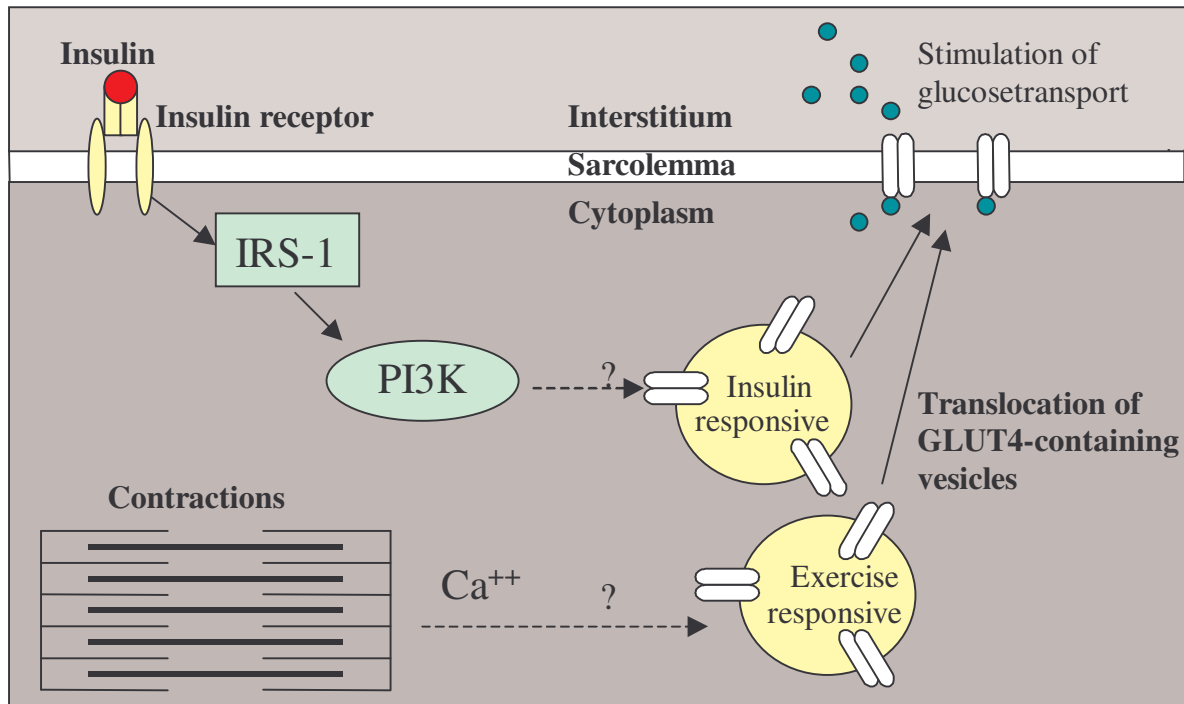 Insulin
Insulin receptor
Interstitium
Sarcolemma
Cytoplasm
Stimulation of
glucosetransport
IRS-1
PI3K
?
Insulin
responsive
Translocation of
GLUT4-containing
vesicles
Contractions
Ca⁺⁺
?
Exercise
responsive